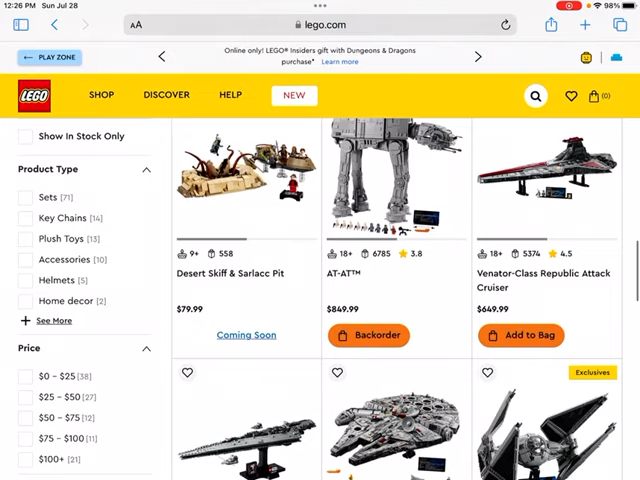 12:26 PM Sun Jul 28
98%
AA
lego.com
← PLAY ZONE
Online only! LEGO® Insiders gift with Dungeons & Dragons
purchase* Learn more
LEGO
SHOP
DISCOVER
HELP
NEW
(0)
Show In Stock Only
Product Type
Sets [71]
Key Chains [14]
Plush Toys [13]
Accessories [10]
Helmets [5]
Home decor [2]
See More
Price
$0 – $25 [38]
$25 – $50 [27]
$50 – $75 [12]
$75 – $100 [11]
$100+ [21]
9+ 558
Desert Skiff & Sarlacc Pit
$79.99
Coming Soon
18+ 6785 3.8
AT-AT™
$849.99
Backorder
18+ 5374 4.5
Venator-Class Republic Attack
Cruiser
$649.99
Add to Bag
Exclusives